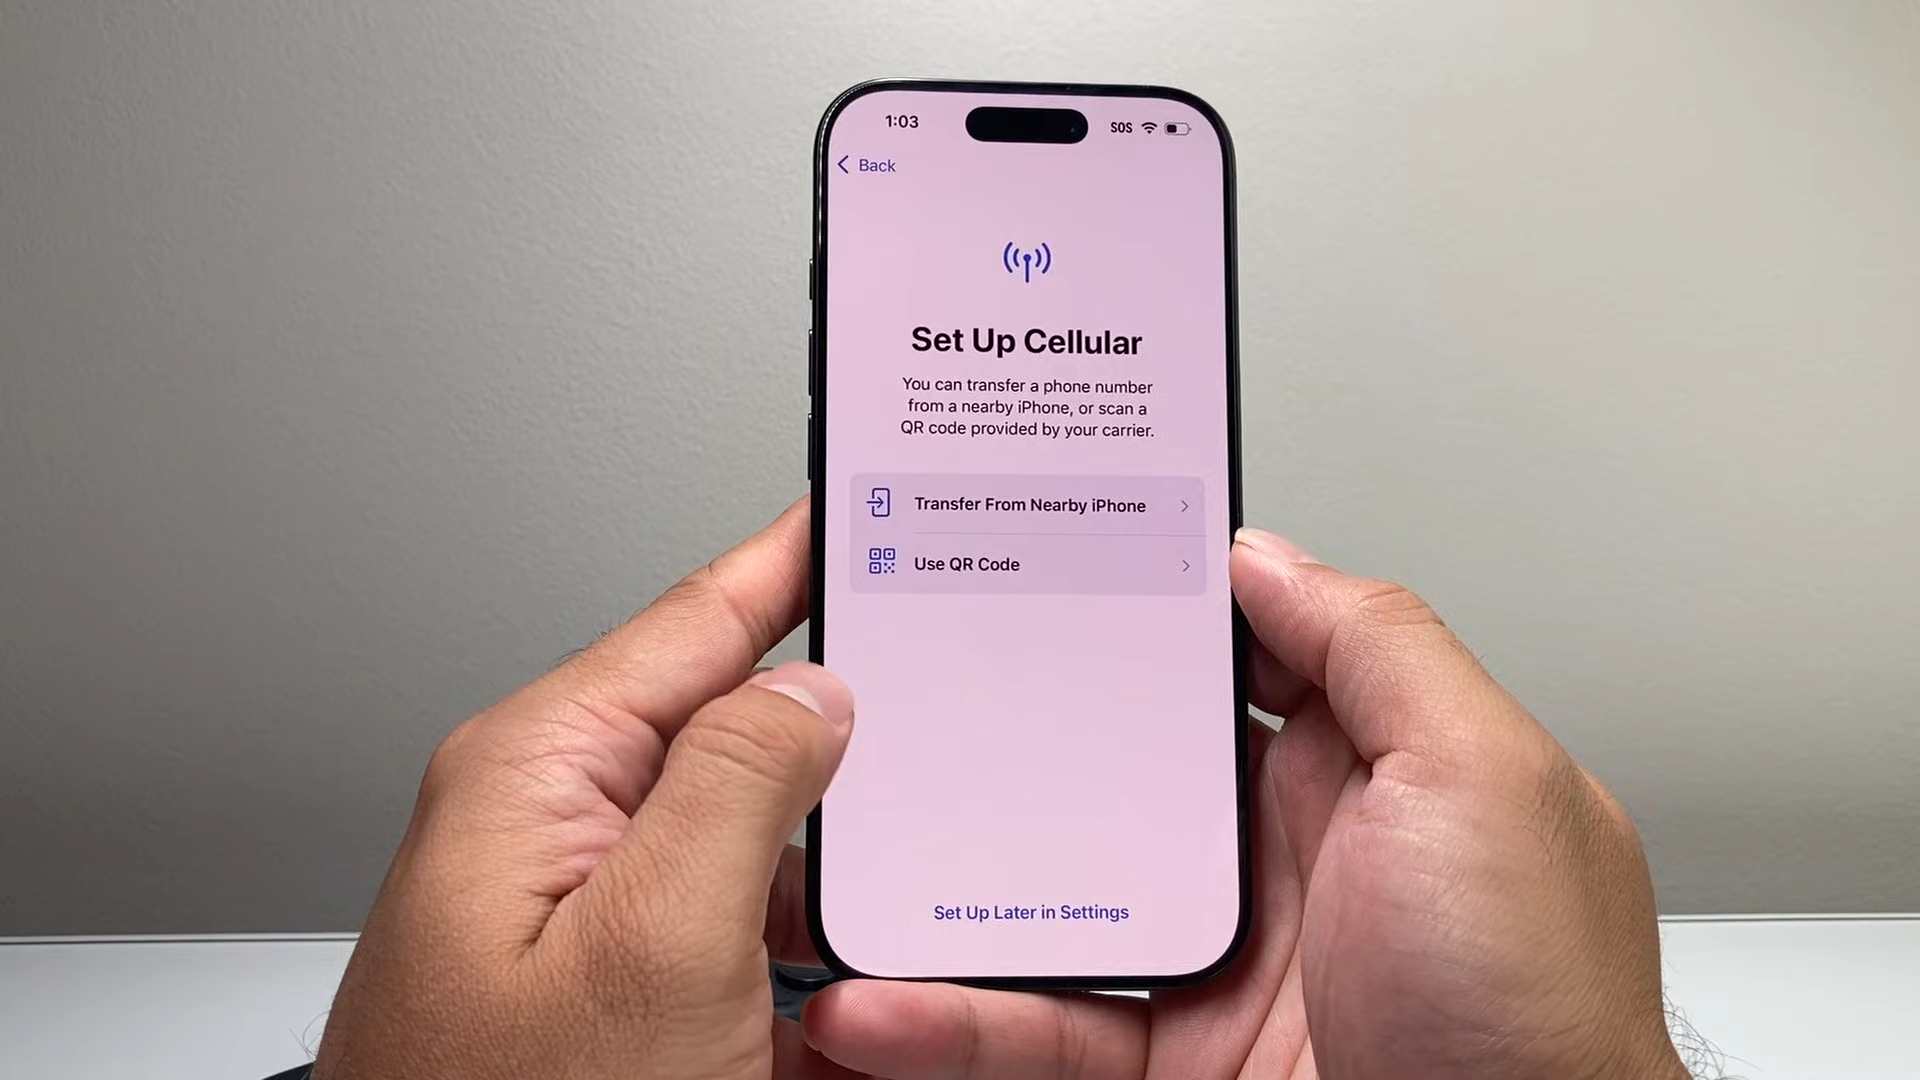 1:03
SOS
Back
Set Up Cellular
You can transfer a phone number
from a nearby iPhone, or scan a
QR code provided by your carrier.
Transfer From Nearby iPhone
Use QR Code
Set Up Later in Settings